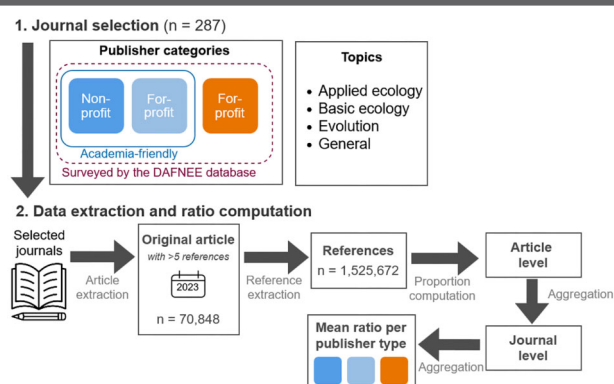 1. Journal selection (n = 287)
Publisher categories
Non-
profit
For-
profit
For-
profit
Academia-friendly
Surveyed by the DAFNEE database
Topics
• Applied ecology
• Basic ecology
• Evolution
• General
2. Data extraction and ratio computation
Selected
journals
Article
extraction
Original article
with >5 references
2023
n = 70,848
Reference
extraction
References
n = 1,525,672
Proportion
computation
Article
level
Aggregation
Journal
level
Aggregation
Mean ratio per
publisher type